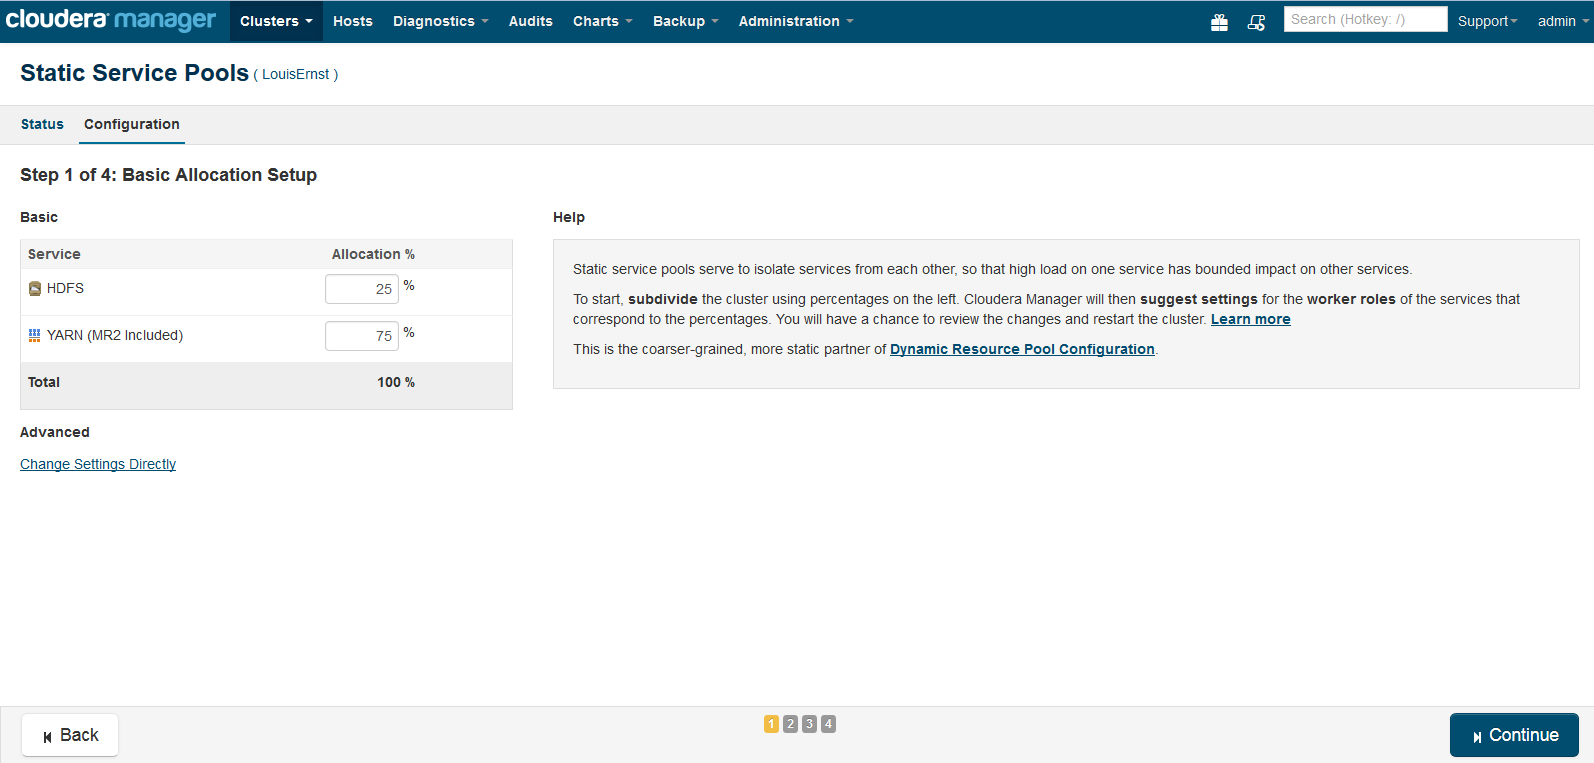 cloudera manager Clusters Hosts Diagnostics Audits Charts Backup Administration Search (Hotkey: /) Support admin
Static Service Pools ( LouisErnst )
Status Configuration
Step 1 of 4: Basic Allocation Setup
Basic
Service Allocation %
HDFS 25 %
YARN (MR2 Included) 75 %
Total 100 %
Advanced
Change Settings Directly
Help
Static service pools serve to isolate services from each other, so that high load on one service has bounded impact on other services.
To start, subdivide the cluster using percentages on the left. Cloudera Manager will then suggest settings for the worker roles of the services that
correspond to the percentages. You will have a chance to review the changes and restart the cluster. Learn more
This is the coarser-grained, more static partner of Dynamic Resource Pool Configuration.
Back 1 2 3 4 Continue